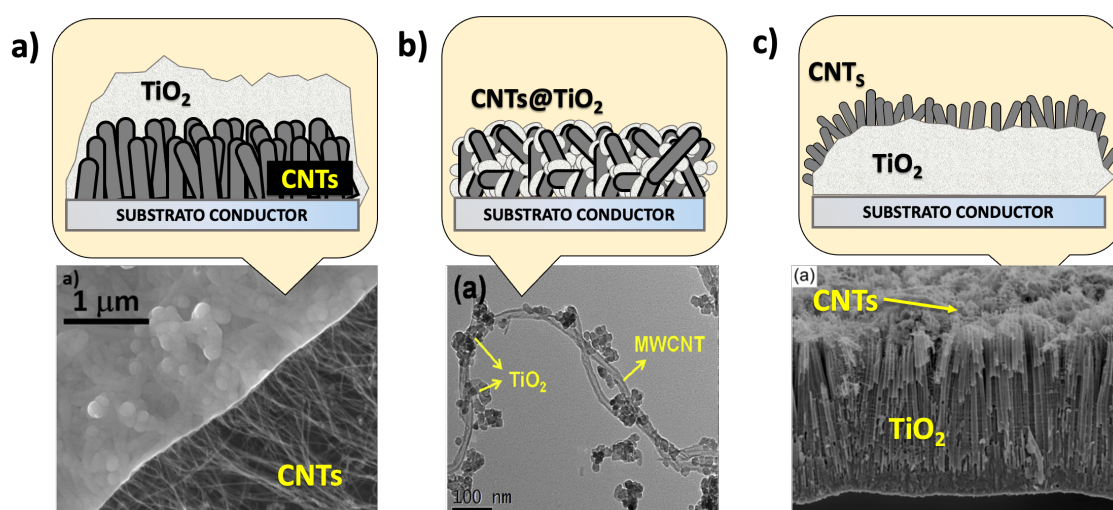 a)
TiO2
CNTs
SUBSTRATO CONDUCTOR
a)
1 μm
CNTs
b)
CNTs@TiO2
SUBSTRATO CONDUCTOR
(a)
MWCNT
TiO2
100 nm
c)
CNTS
TiO2
SUBSTRATO CONDUCTOR
(a)
CNTs
TiO2